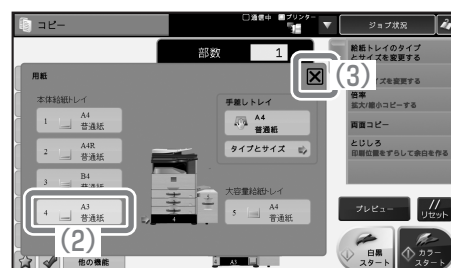 コピー
通信中
プリンター
ジョブ状況
部数
1
給紙トレイのタイプ
とサイズを変更する
ズを変更する
倍率
拡大/縮小コピーする
両面コピー
とじしろ
印刷位置をずらして余白を作る
用紙
(3)
本体給紙トレイ
1
A4
普通紙
2
A4R
普通紙
3
B4
普通紙
4
A3
普通紙
(2)
手差しトレイ
A4
普通紙
タイプとサイズ
大容量給紙トレイ
5
A4
普通紙
4
プレビュー
リセット
白黒
スタート
カラー
スタート
他の機能
A3